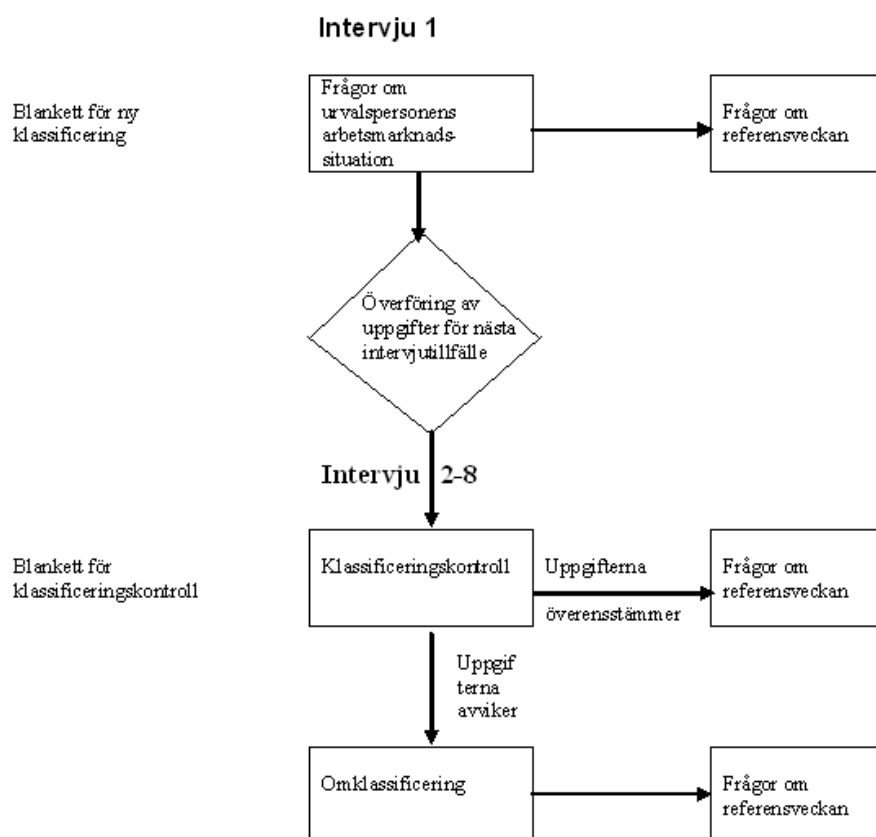 Intervju 1
Blankett för ny
klassificering
Frågor om
urvalspersonens
arbetsmarknads-
situation
Frågor om
referensveckan
Överföring av
uppgifter för nästa
intervjutillfälle
Intervju 2-8
Blankett för
klassificeringskontroll
Klassificeringskontroll
Uppgifterna
överensstämmer
Frågor om
referensveckan
Uppgif
terna
avviker
Omklassificering
Frågor om
referensveckan